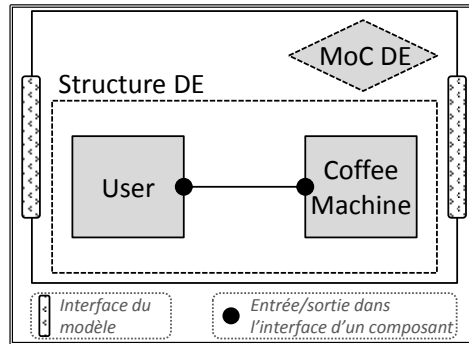 MoC DE
Structure DE
User
Coffee
Machine
Interface du
modèle
Entrée/sortie dans
l'interface d'un composant